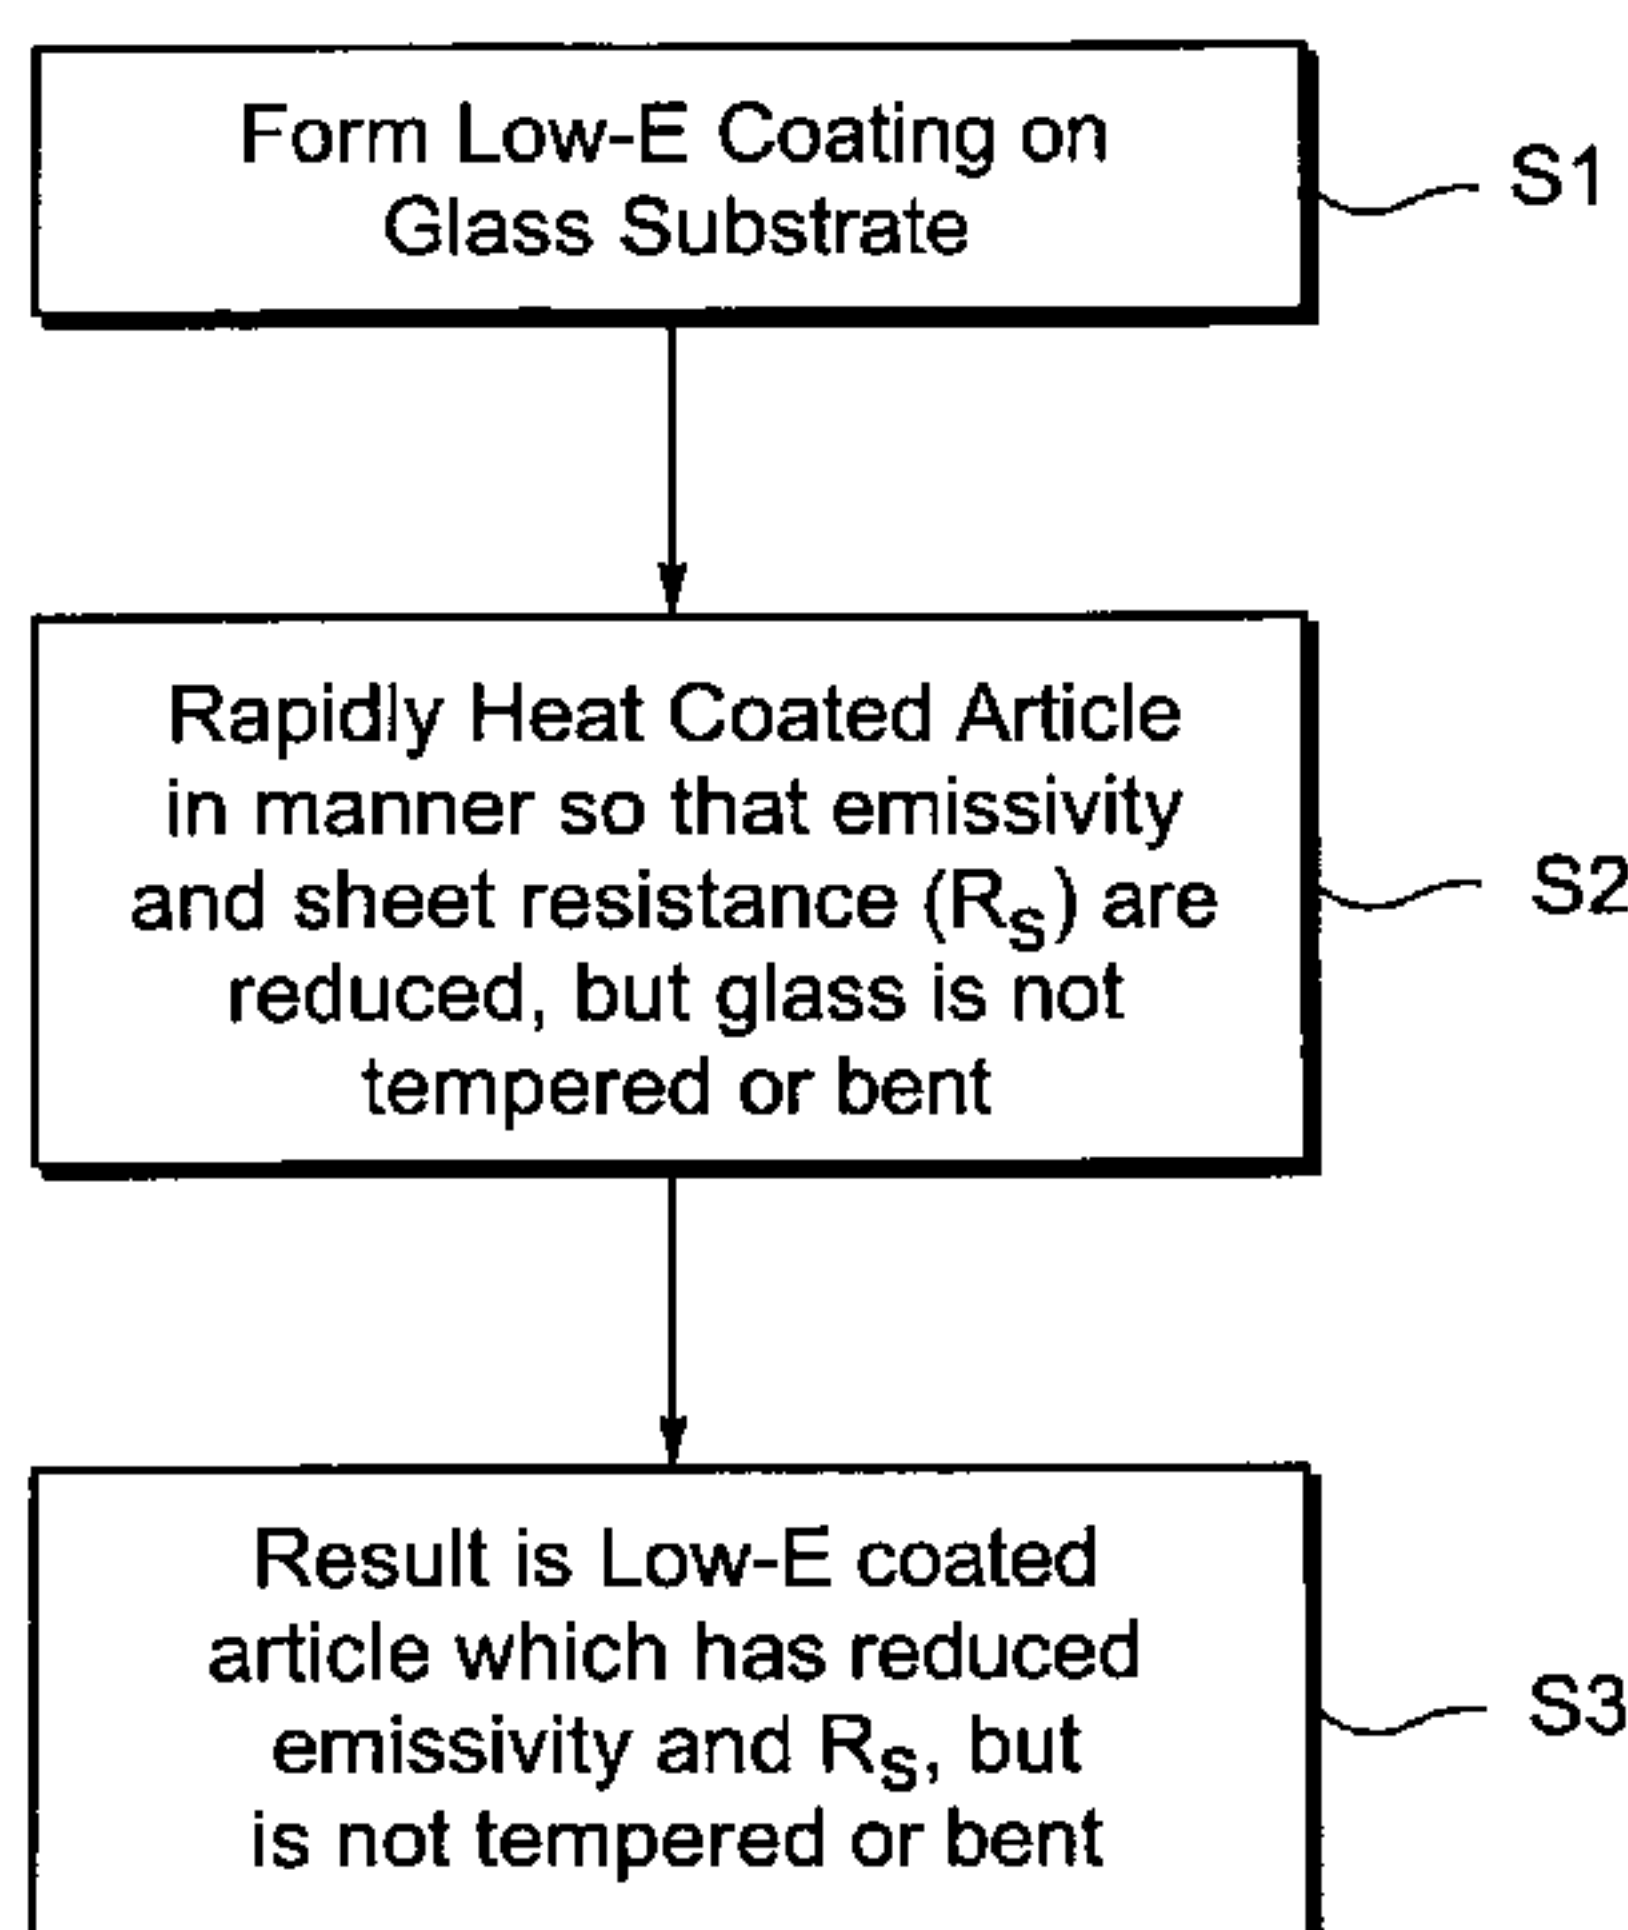 Form Low-E Coating on
Glass Substrate
S1
Rapidly Heat Coated Article
in manner so that emissivity
and sheet resistance (Rs) are
reduced, but glass is not
tempered or bent
S2
Result is Low-E coated
article which has reduced
emissivity and Rs, but
is not tempered or bent
S3